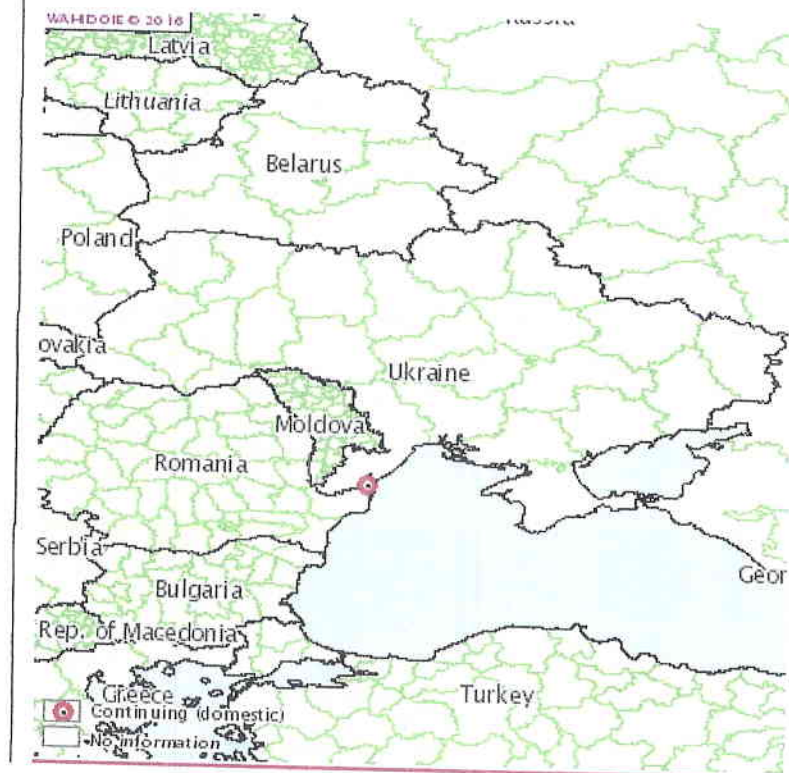 WAHID OIE © 2016
Russia
Latvia
Lithuania
Belarus
Poland
ovakia
Ukraine
Moldova
Romania
Serbia
Bulgaria
Geor
Rep. of Macedonia
Greece
Turkey
Continuing (domestic)
No information